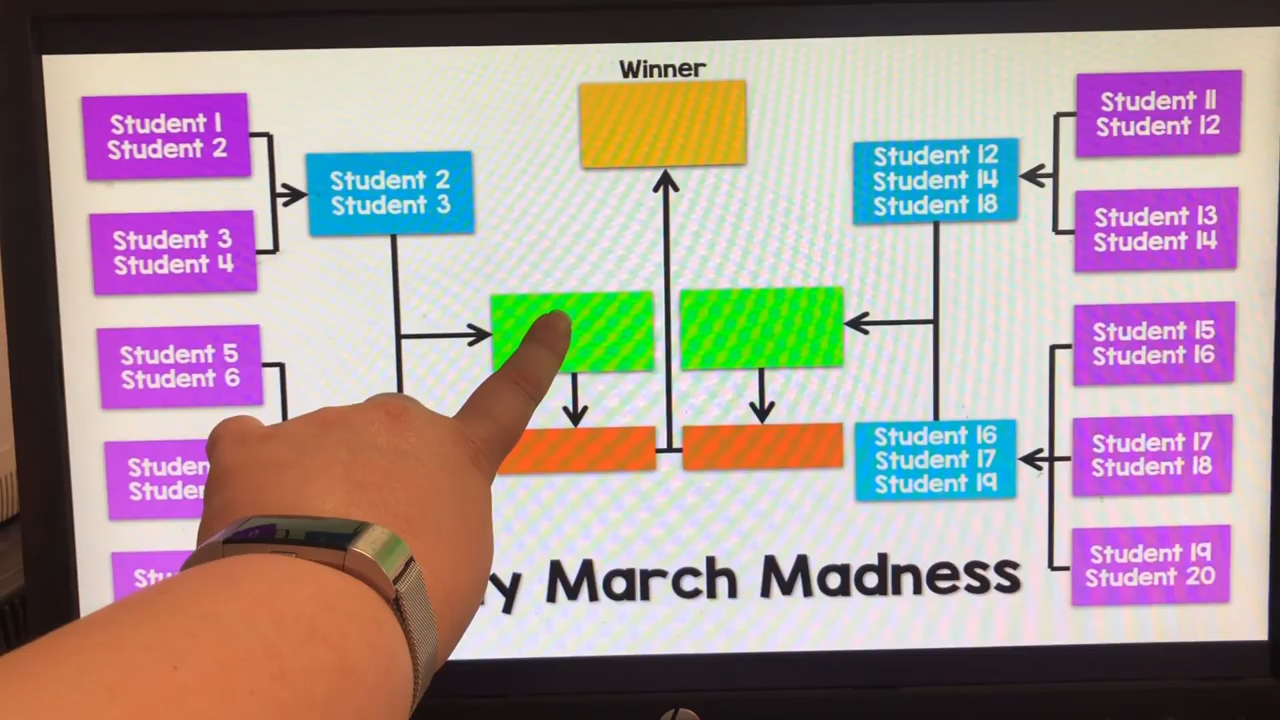 Winner
Student 1
Student 2
Student 3
Student 4
Student 5
Student 6
Student 2
Student 3
Student 12
Student 14
Student 18
Student 16
Student 17
Student 19
Student 11
Student 12
Student 13
Student 14
Student 15
Student 16
Student 17
Student 18
Student 19
Student 20
March Madness